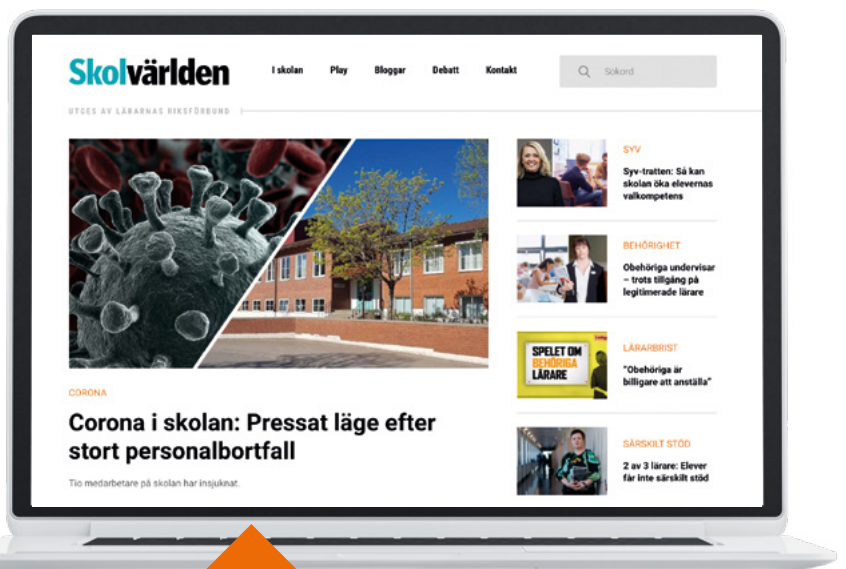 Skolvärlden
I skolan Play Bloggar Debatt Kontakt
Sökord
UTGES AV LÄRARNAS RIKSFÖRBUND
CORONA
Corona i skolan: Pressat läge efter
stort personalbortfall
Tio medarbetare på skolan har insjuknat.
SYV
Syv-tratten: Så kan
skolan öka elevernas
valkompetens
BEHÖRIGHET
Obehöriga undervisar
– trots tillgång på
legitimerade lärare
SPELET OM
BEHÖRIGA
LÄRARE
LÄRARBRIST
"Obehöriga är
billigare att anställa"
SÄRSKILT STÖD
2 av 3 lärare: Elever
får inte särskilt stöd